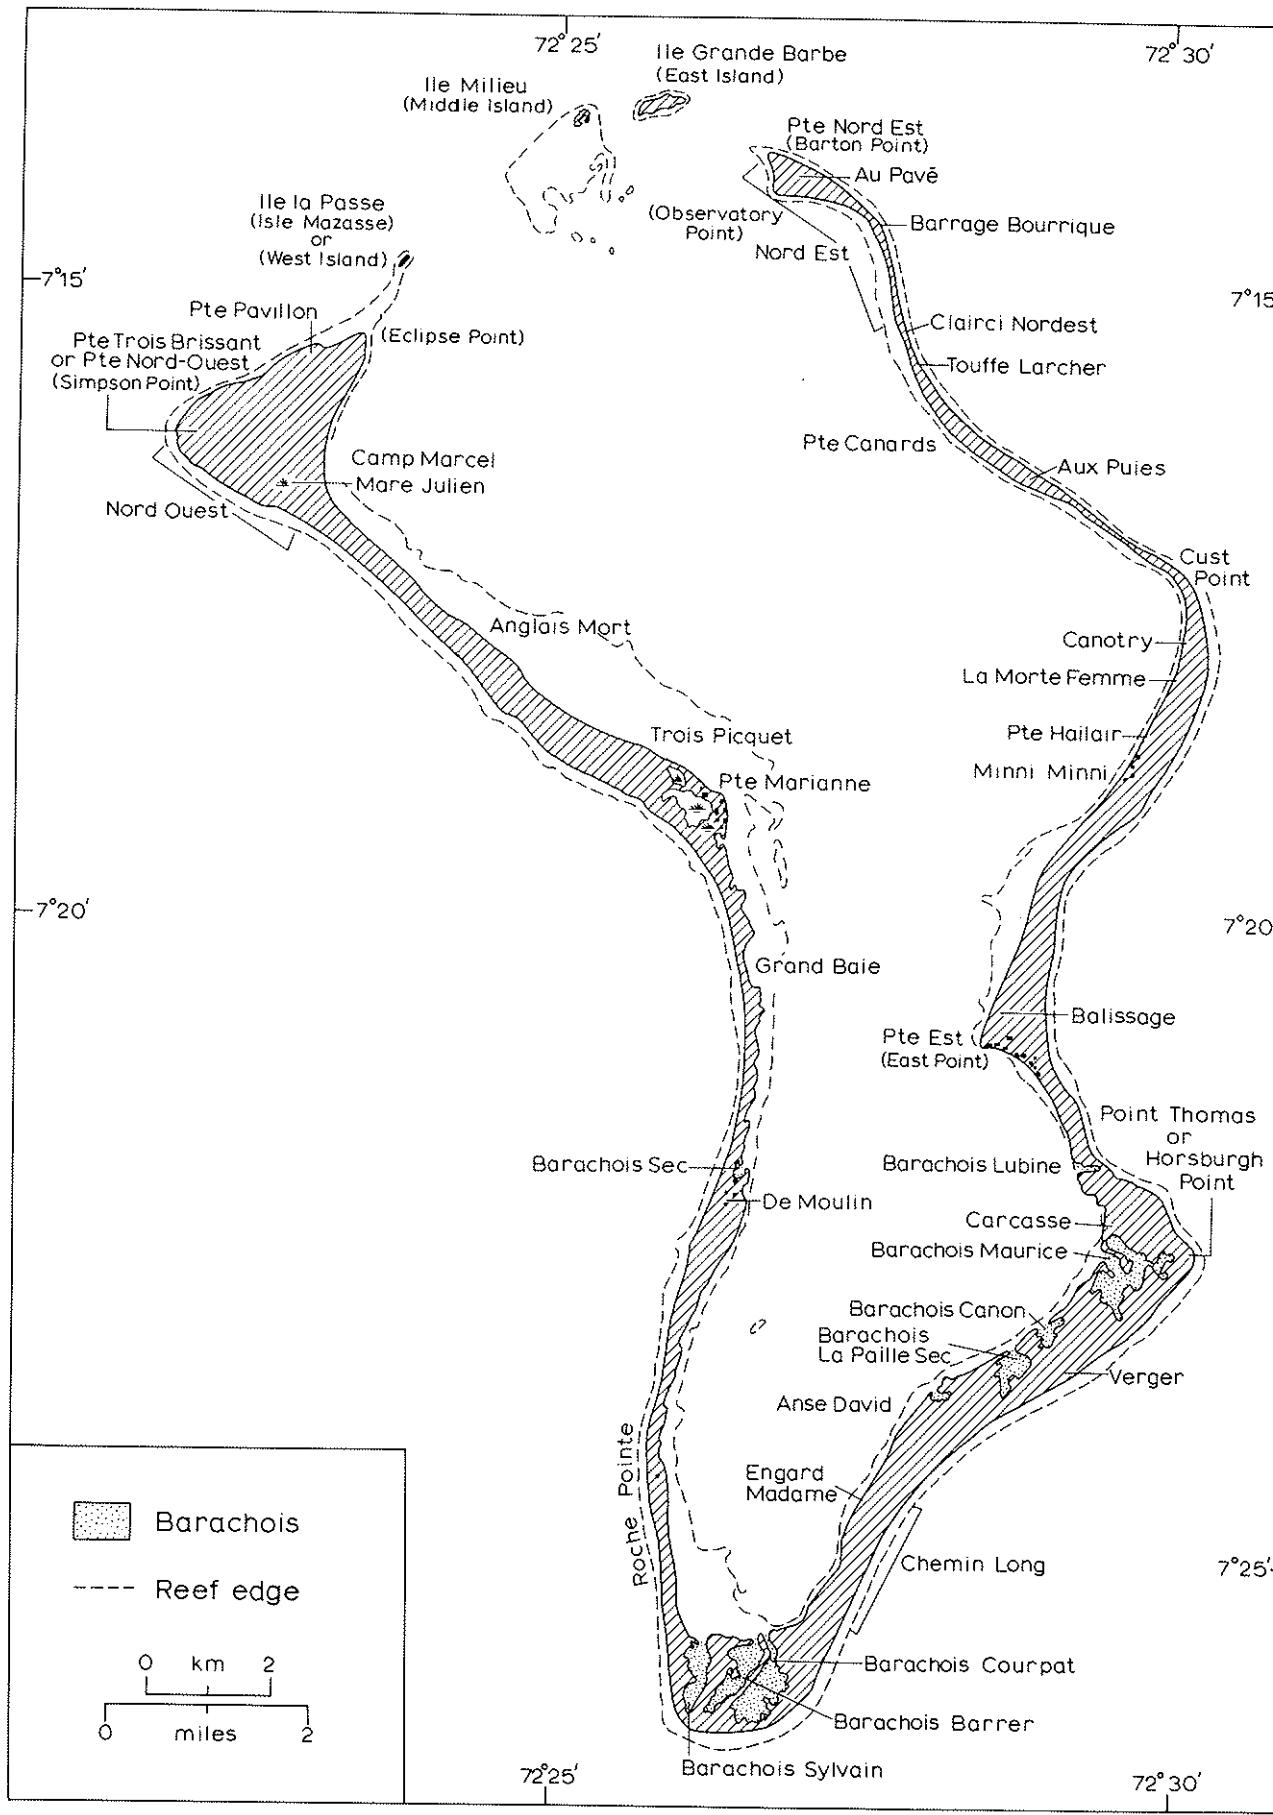 72° 25'
72° 30'
Ile Grande Barbe
(East Island)
Ile Milieu
(Middle Island)
Pte Nord Est
(Barton Point)
Au Pavé
Ile la Passe
(Isle Mazasse)
or
(West Island)
(Observatory
Point)
Barrage Bourrique
Nord Est
7° 15'
7° 15'
Pte Pavillon
Pte Trois Brissant
or Pte Nord-Ouest
(Simpson Point)
(Eclipse Point)
Clairci Nordest
Touffe Larcher
Pte Canards
Aux Puies
Camp Marcel
Mare Julien
Nord Ouest
Cust
Point
Anglais Mort
Canotry
La Morte Femme
Trois Picquet
Pte Hailair
Pte Marianne
Minni Minni
7° 20'
7° 20'
Grand Baie
Balissage
Pte Est
(East Point)
Point Thomas
or
Horsburgh
Point
Barachois Sec
Barachois Lubine
De Moulin
Carcasse
Barachois Maurice
Barachois Canon
Barachois
La Paille Sec
Verger
Anse David
Roche Pointe
Engard
Madame
Chemin Long
7° 25'
Barachois
Reef edge
0 km 2
0 miles 2
Barachois Courpat
Barachois Barrer
Barachois Sylvain
72° 25'
72° 30'